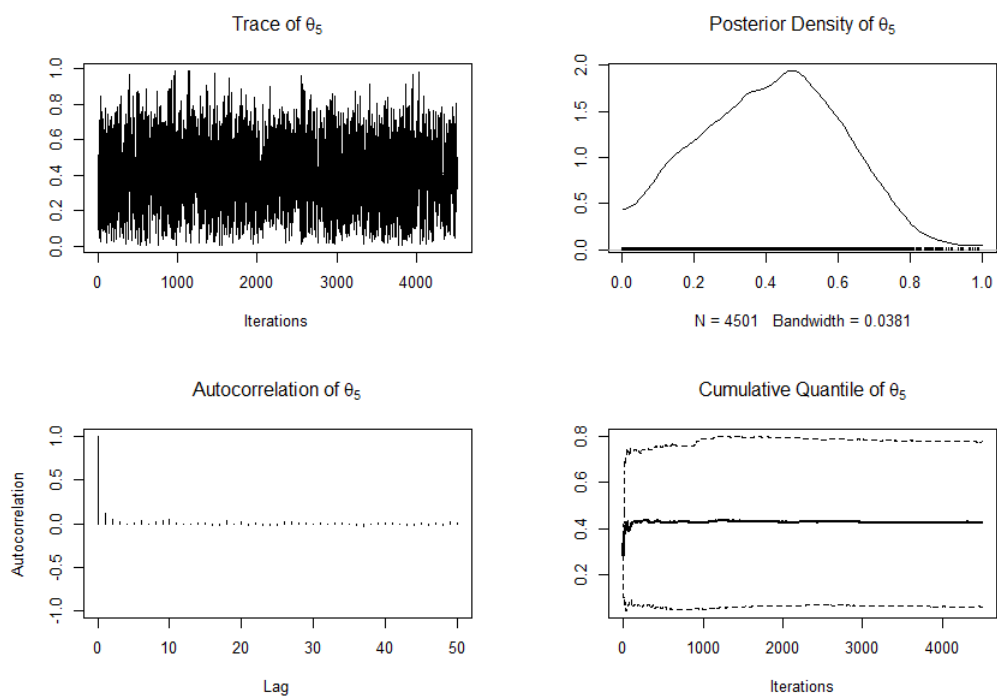 Trace of θ5
1.0
0.8
0.6
0.4
0.2
0.0
0 1000 2000 3000 4000
Iterations
Posterior Density of θ5
2.0
1.5
1.0
0.5
0.0
0.0 0.2 0.4 0.6 0.8 1.0
N = 4501 Bandwidth = 0.0381
Autocorrelation of θ5
Autocorrelation
1.0
0.5
0.0
-0.5
-1.0
0 10 20 30 40 50
Lag
Cumulative Quantile of θ5
0.8
0.6
0.4
0.2
0 1000 2000 3000 4000
Iterations